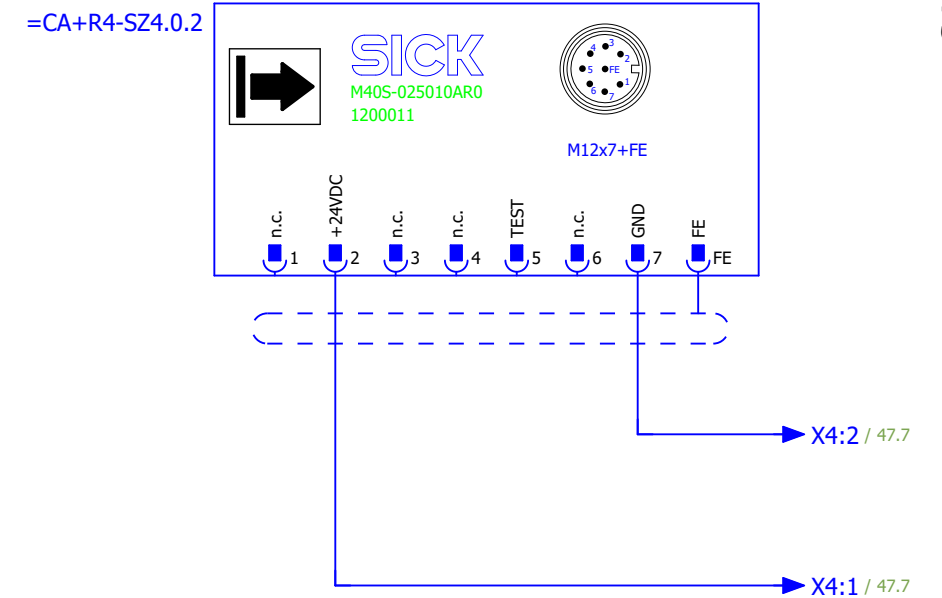 =CA+R4-SZ4.0.2
SICK
M40S-025010AR0
1200011
4 3 2
5 FE
6 7 1
M12x7+FE
n.c. +24VDC n.c. n.c. TEST n.c. GND FE
1 2 3 4 5 6 7 FE
X4:2 / 47.7
X4:1 / 47.7